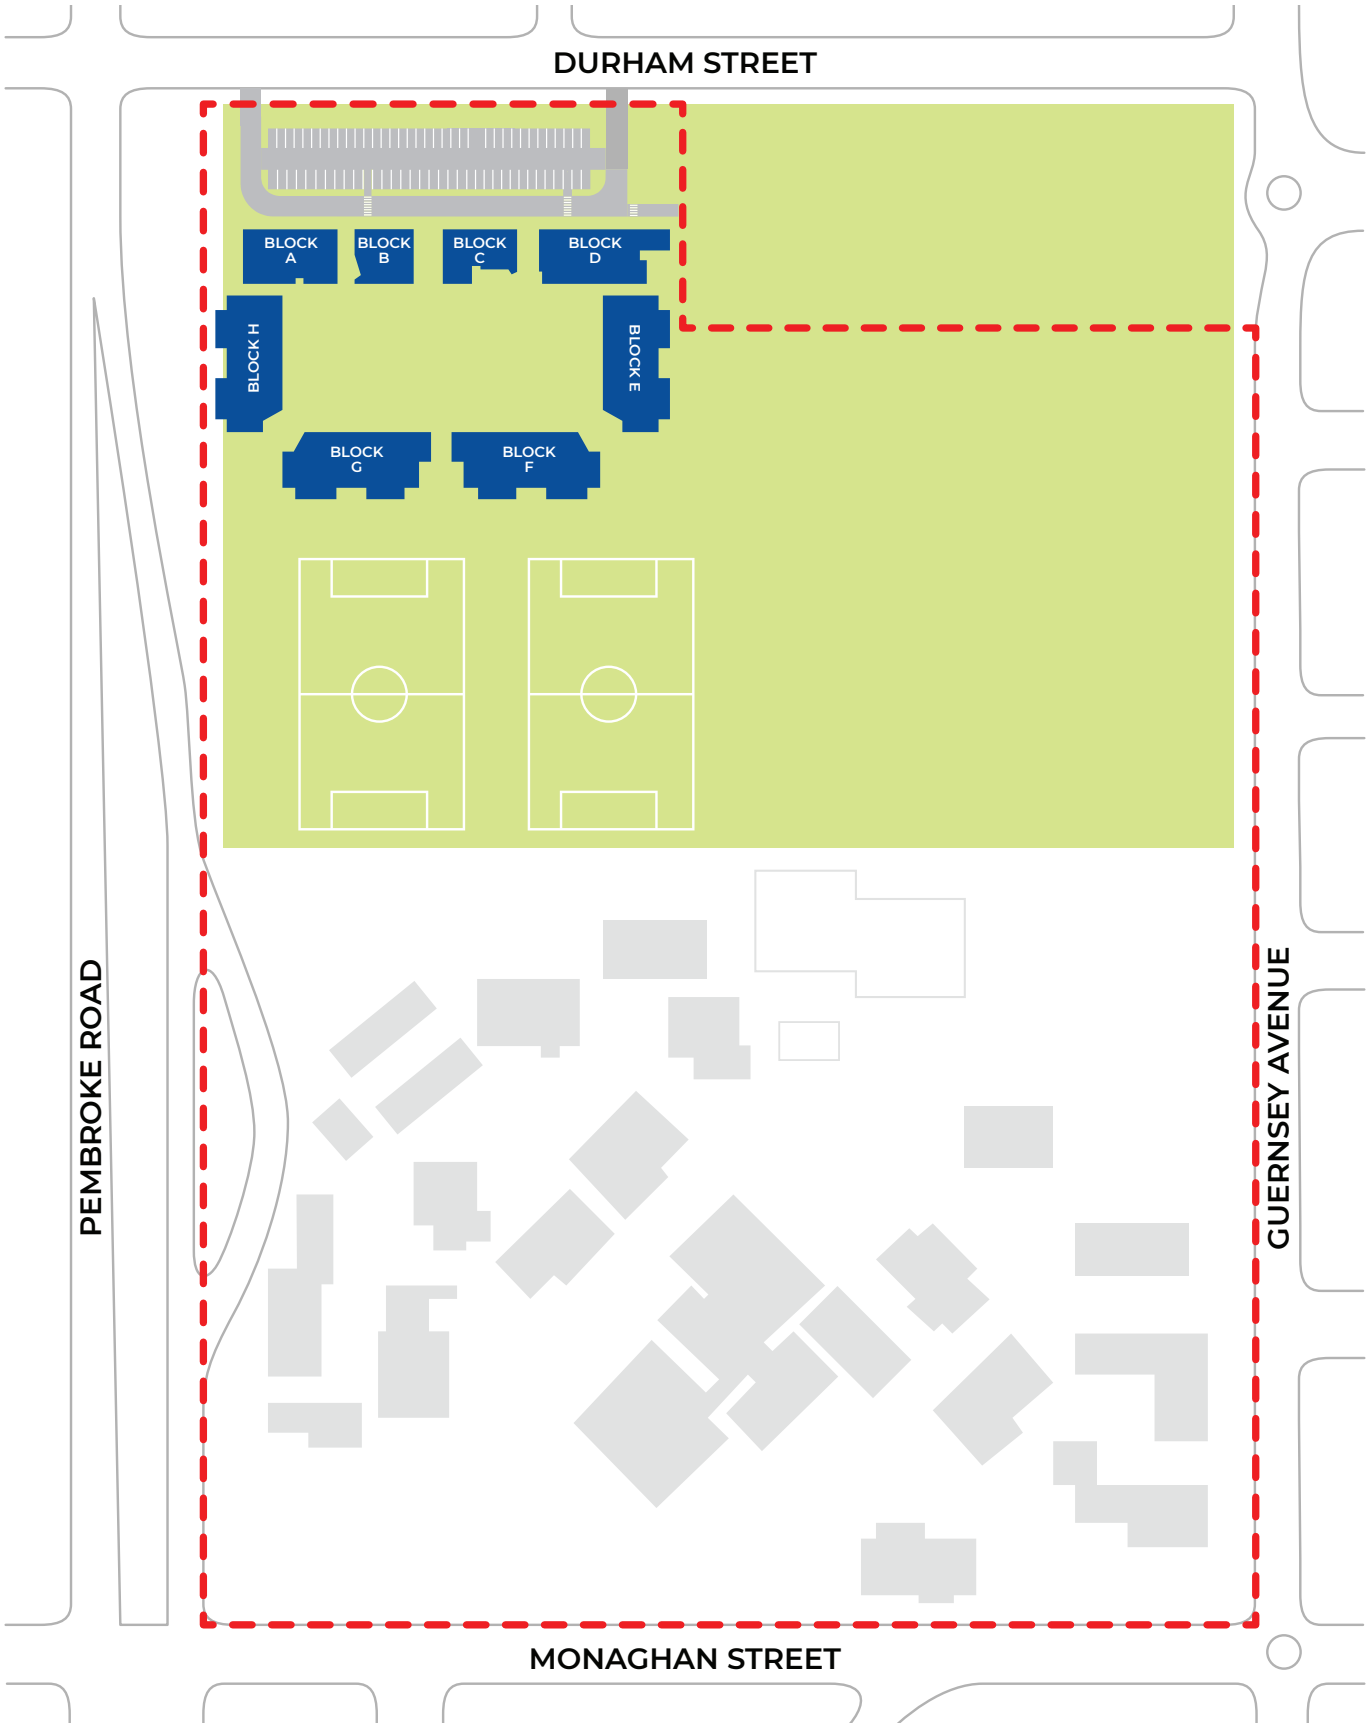 DURHAM STREET
BLOCK
A
BLOCK
B
BLOCK
C
BLOCK
D
BLOCK H
BLOCK E
BLOCK
G
BLOCK
F
PEMBROKE ROAD
GUERNSEY AVENUE
MONAGHAN STREET